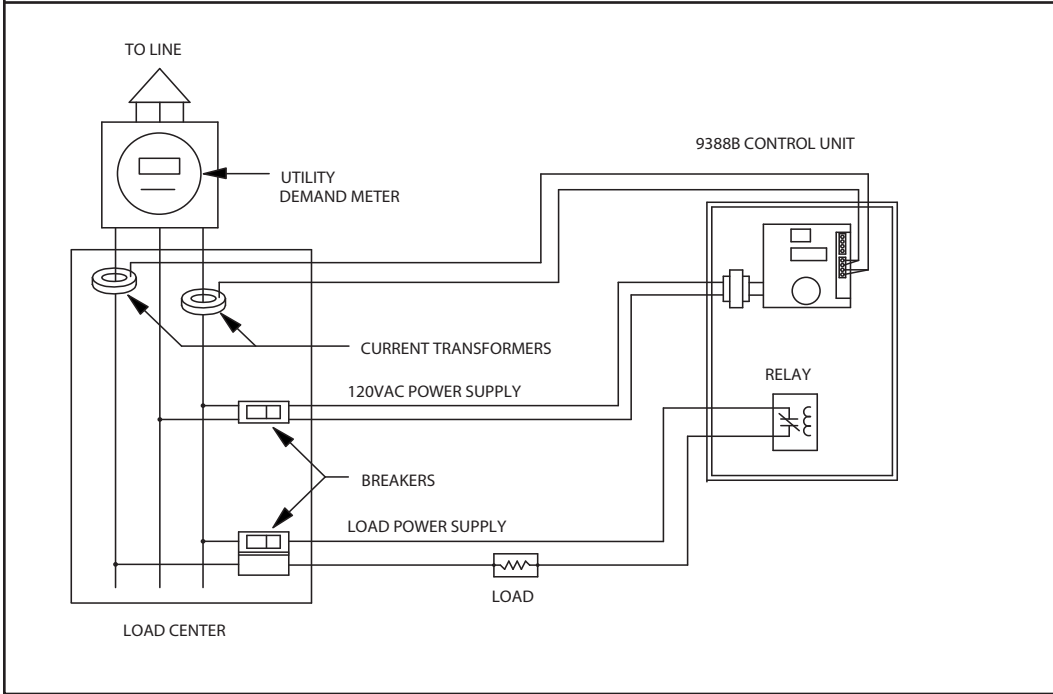 TO LINE
9388B CONTROL UNIT
UTILITY
DEMAND METER
CURRENT TRANSFORMERS
120VAC POWER SUPPLY
RELAY
BREAKERS
LOAD POWER SUPPLY
LOAD
LOAD CENTER